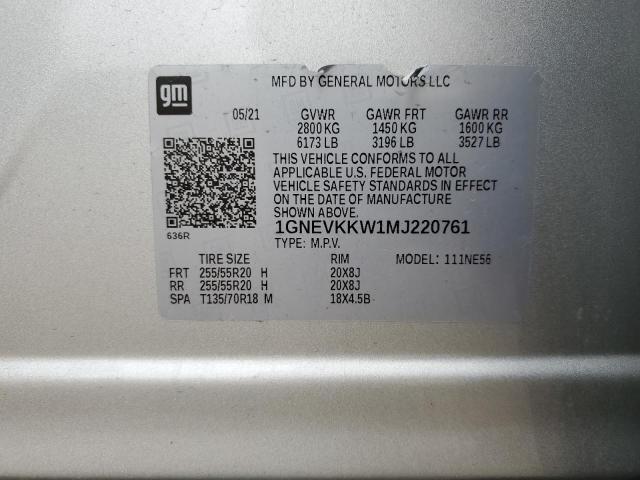 gm
MFD BY GENERAL MOTORS LLC
05/21 GVWR GAWR FRT GAWR RR
2800 KG 1450 KG 1600 KG
6173 LB 3196 LB 3527 LB
THIS VEHICLE CONFORMS TO ALL
APPLICABLE U.S. FEDERAL MOTOR
VEHICLE SAFETY STANDARDS IN EFFECT
ON THE DATE OF MANUFACTURE
SHOWN ABOVE.
636R
1GNEVKKW1MJ220761
TYPE: M.P.V.
TIRE SIZE RIM MODEL: 111NE56
FRT 255/55R20 H 20X8J
RR 255/55R20 H 20X8J
SPA T135/70R18 M 18X4.5B